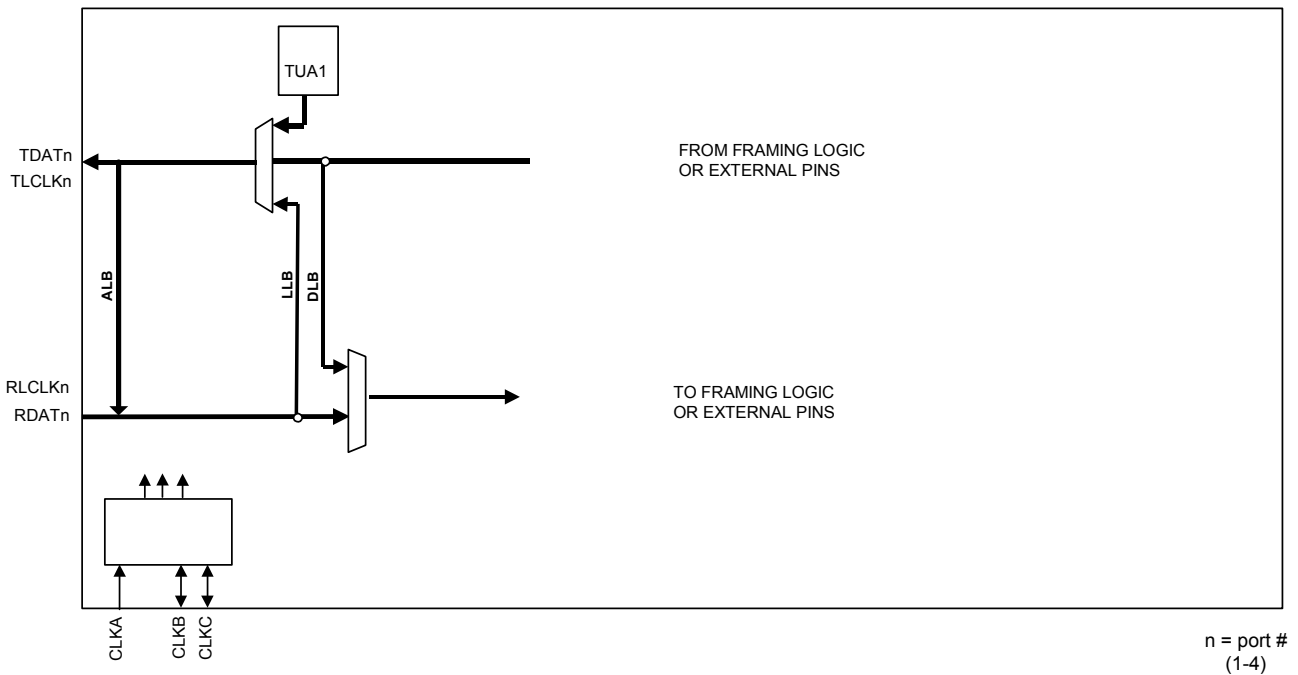 TUA1
TDATn
TLCLKn
FROM FRAMING LOGIC
OR EXTERNAL PINS
ALB
LLB
DLB
RLCLKn
RDATn
TO FRAMING LOGIC
OR EXTERNAL PINS
CLKA
CLKB
CLKC
n = port #
(1-4)